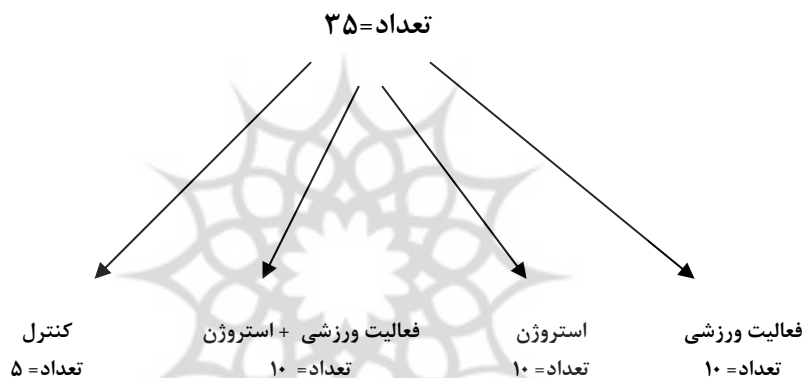 تعداد=۳۵
فعالیت ورزشی
تعداد= ۱۰
استروژن
تعداد= ۱۰
فعالیت ورزشی + استروژن
تعداد= ۱۰
کنترل
تعداد= ۵